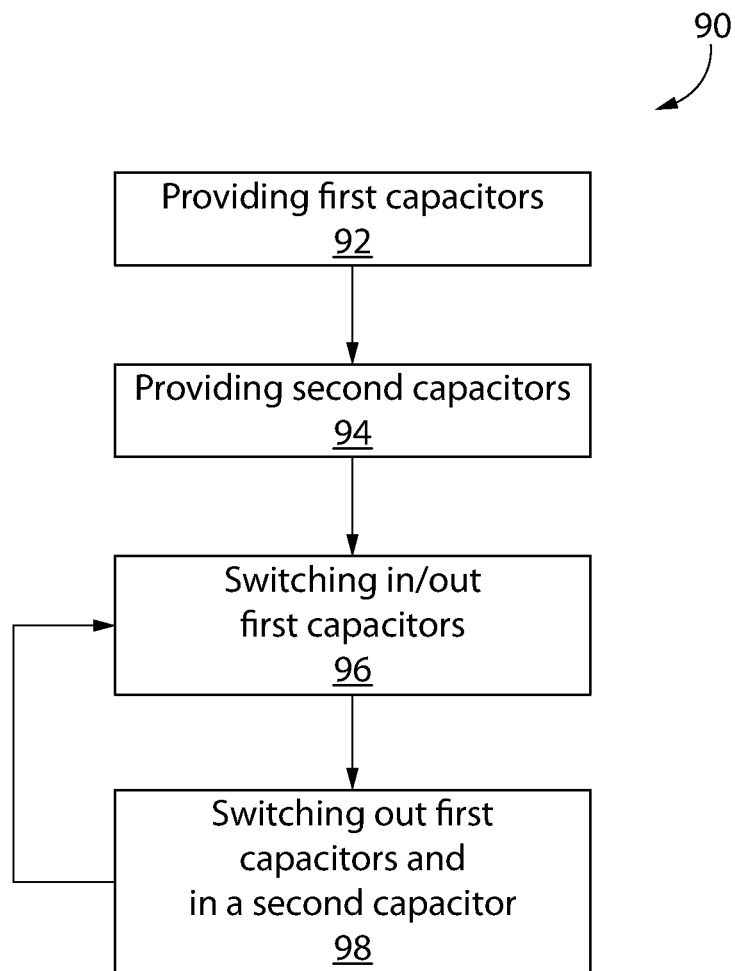 90
Providing first capacitors
92
Providing second capacitors
94
Switching in/out
first capacitors
96
Switching out first
capacitors and
in a second capacitor
98